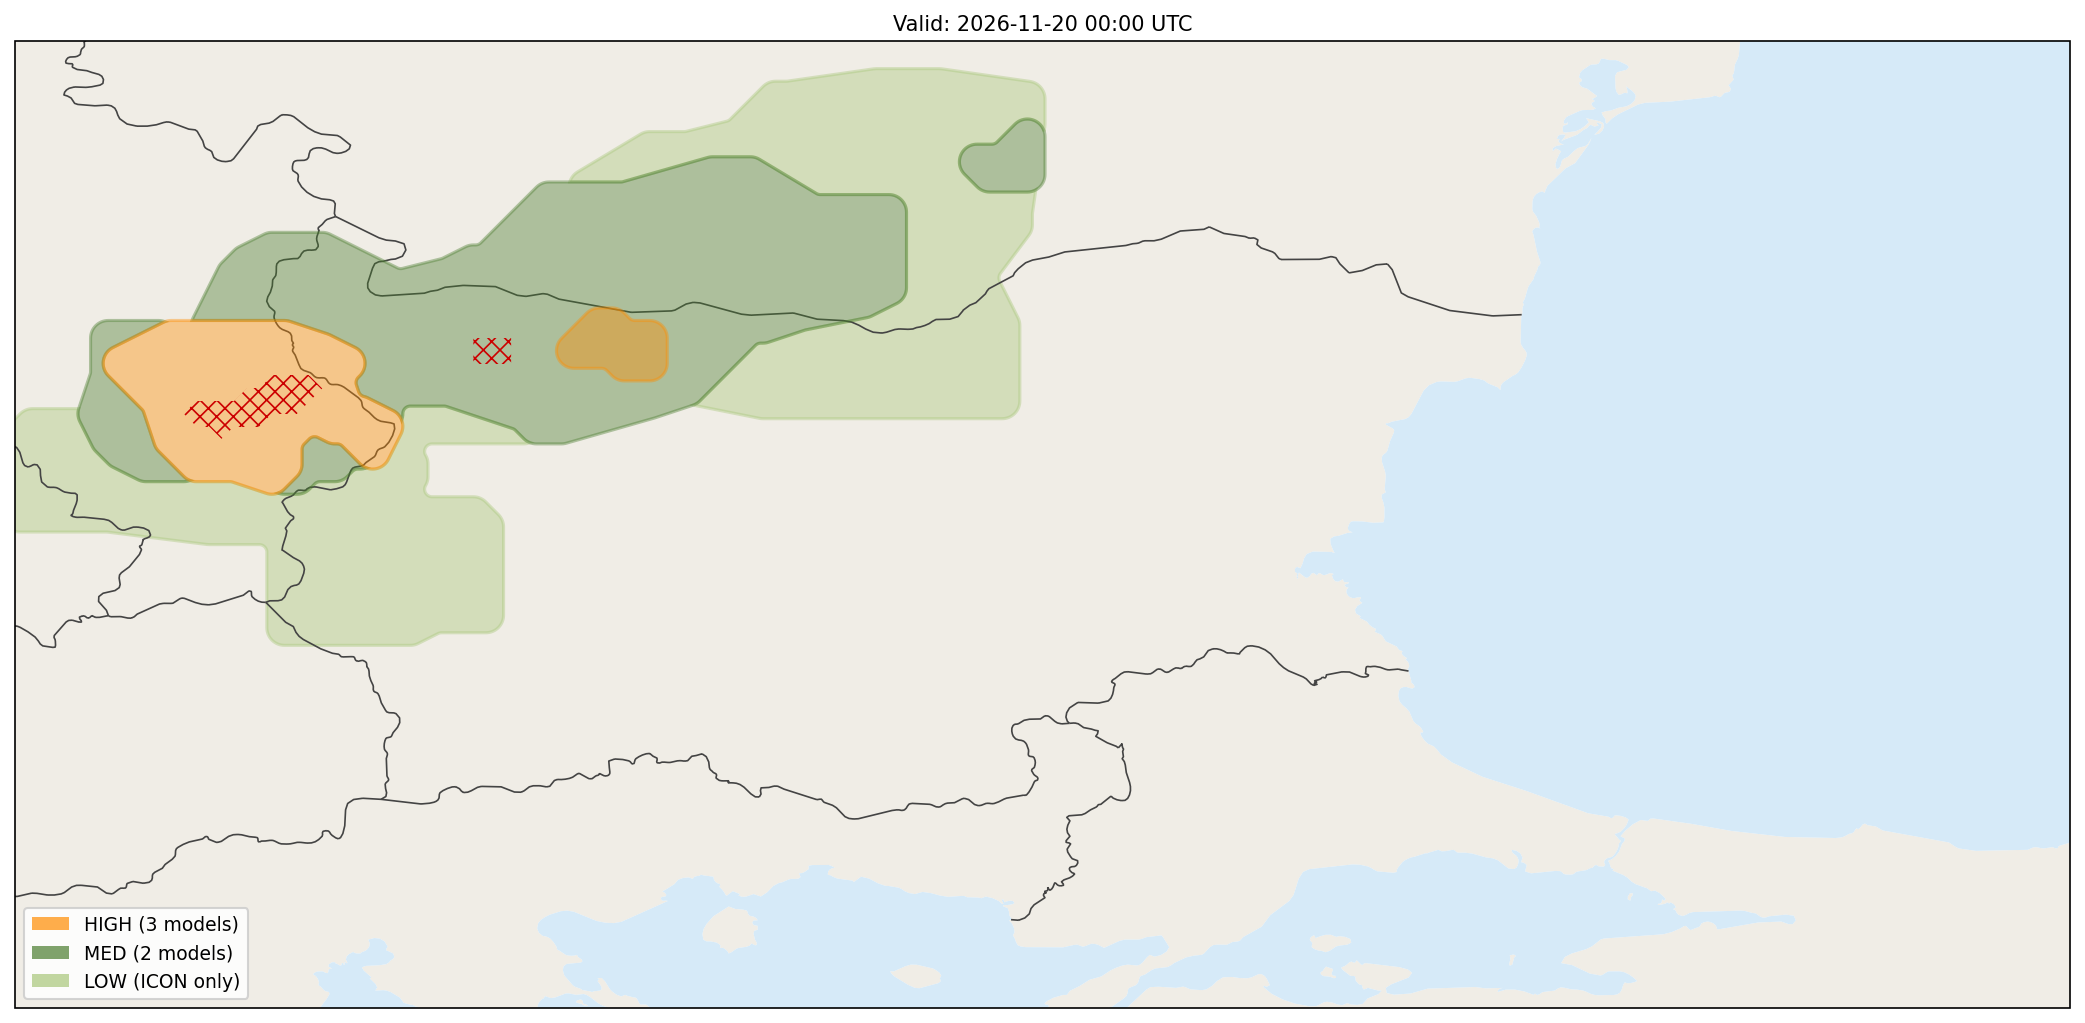 Valid: 2026-11-20 00:00 UTC
HIGH (3 models)
MED (2 models)
LOW (ICON only)